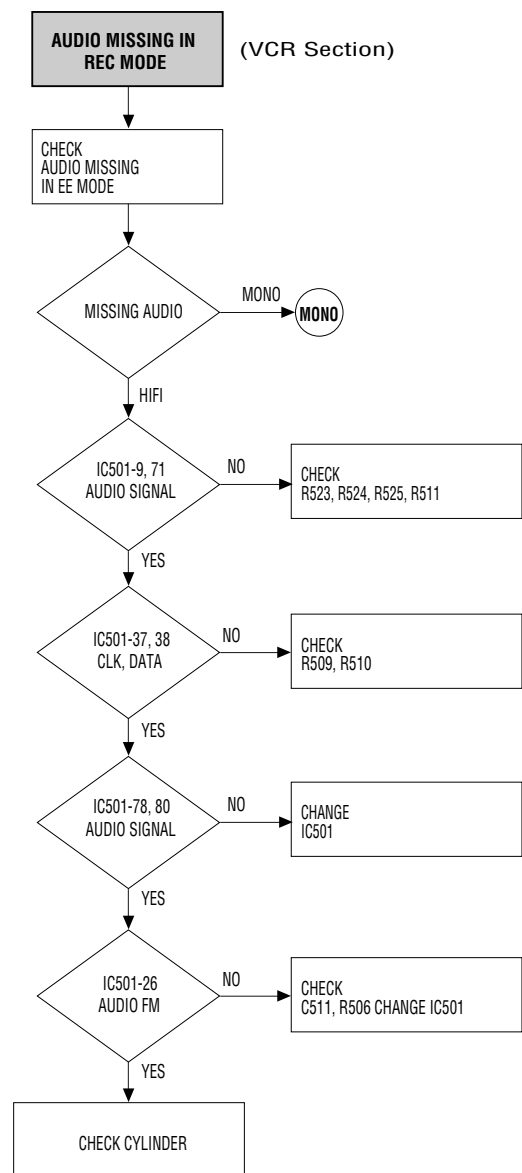 AUDIO MISSING IN
REC MODE
(VCR Section)
CHECK
AUDIO MISSING
IN EE MODE
MISSING AUDIO
MONO
MONO
HIFI
IC501-9, 71
AUDIO SIGNAL
NO
CHECK
R523, R524, R525, R511
YES
IC501-37, 38
CLK, DATA
NO
CHECK
R509, R510
YES
IC501-78, 80
AUDIO SIGNAL
NO
CHANGE
IC501
YES
IC501-26
AUDIO FM
NO
CHECK
C511, R506 CHANGE IC501
YES
CHECK CYLINDER